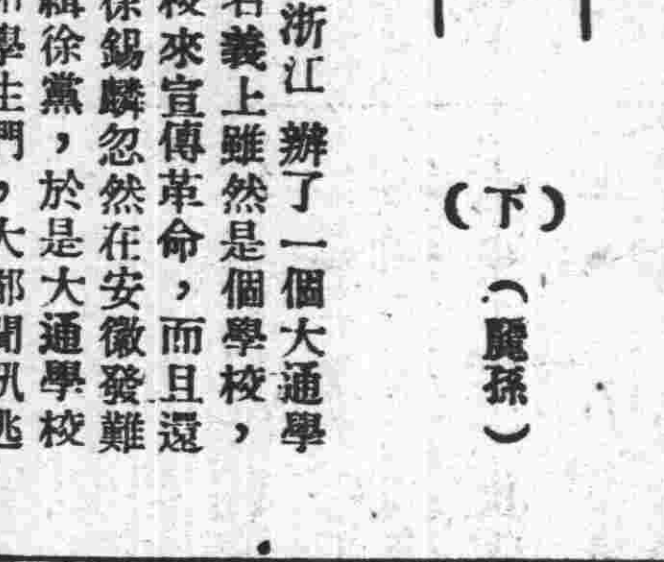 （下）
（麗孫）
浙江 辦了一個大通學
名義上雖然是個學校，
校來宣傳革命，而且還
徐錫麟忽然在安徽發難
緝徐黨，於是大通學校
學生門，大部聞訊逃